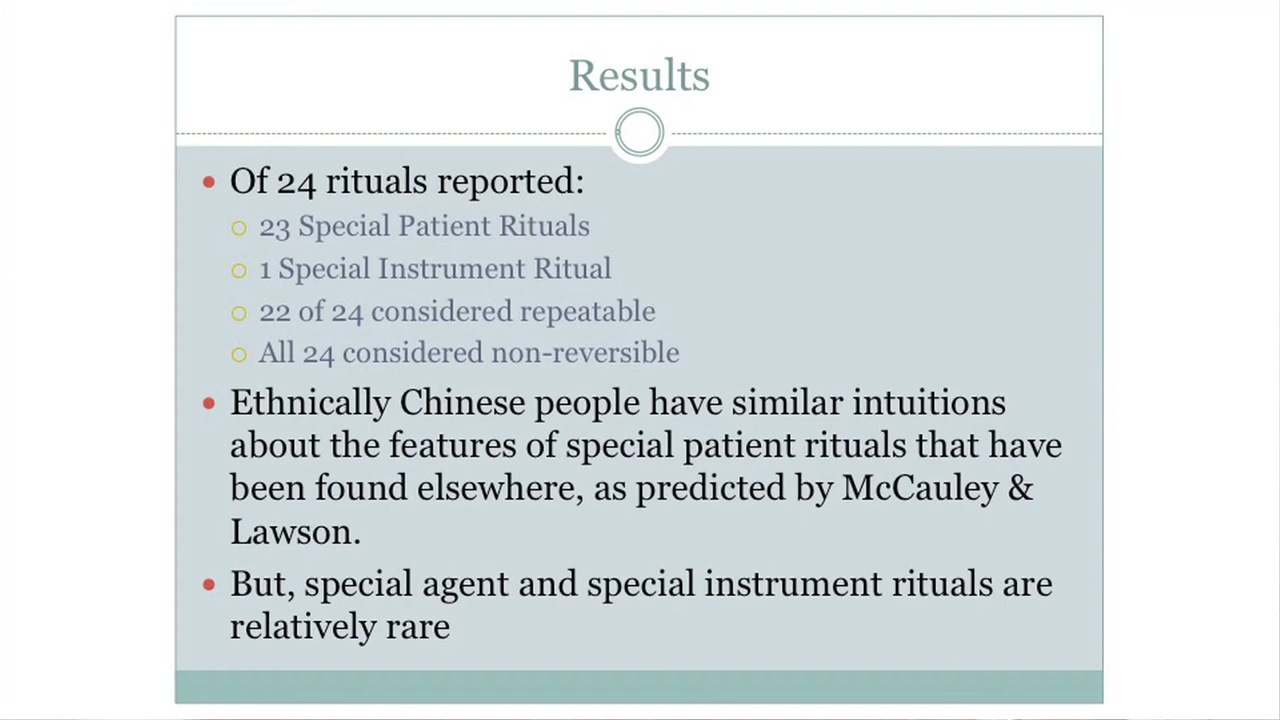 Results
• Of 24 rituals reported:
○ 23 Special Patient Rituals
○ 1 Special Instrument Ritual
○ 22 of 24 considered repeatable
○ All 24 considered non-reversible
• Ethnically Chinese people have similar intuitions
about the features of special patient rituals that have
been found elsewhere, as predicted by McCauley &
Lawson.
• But, special agent and special instrument rituals are
relatively rare